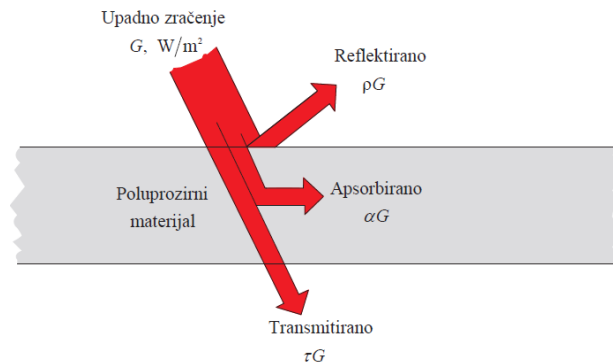 Upadno zračenje
G, W/m²
Reflektirano
ρG
Poluprozirni
materijal
Apsorbirano
αG
Transmitirano
τG